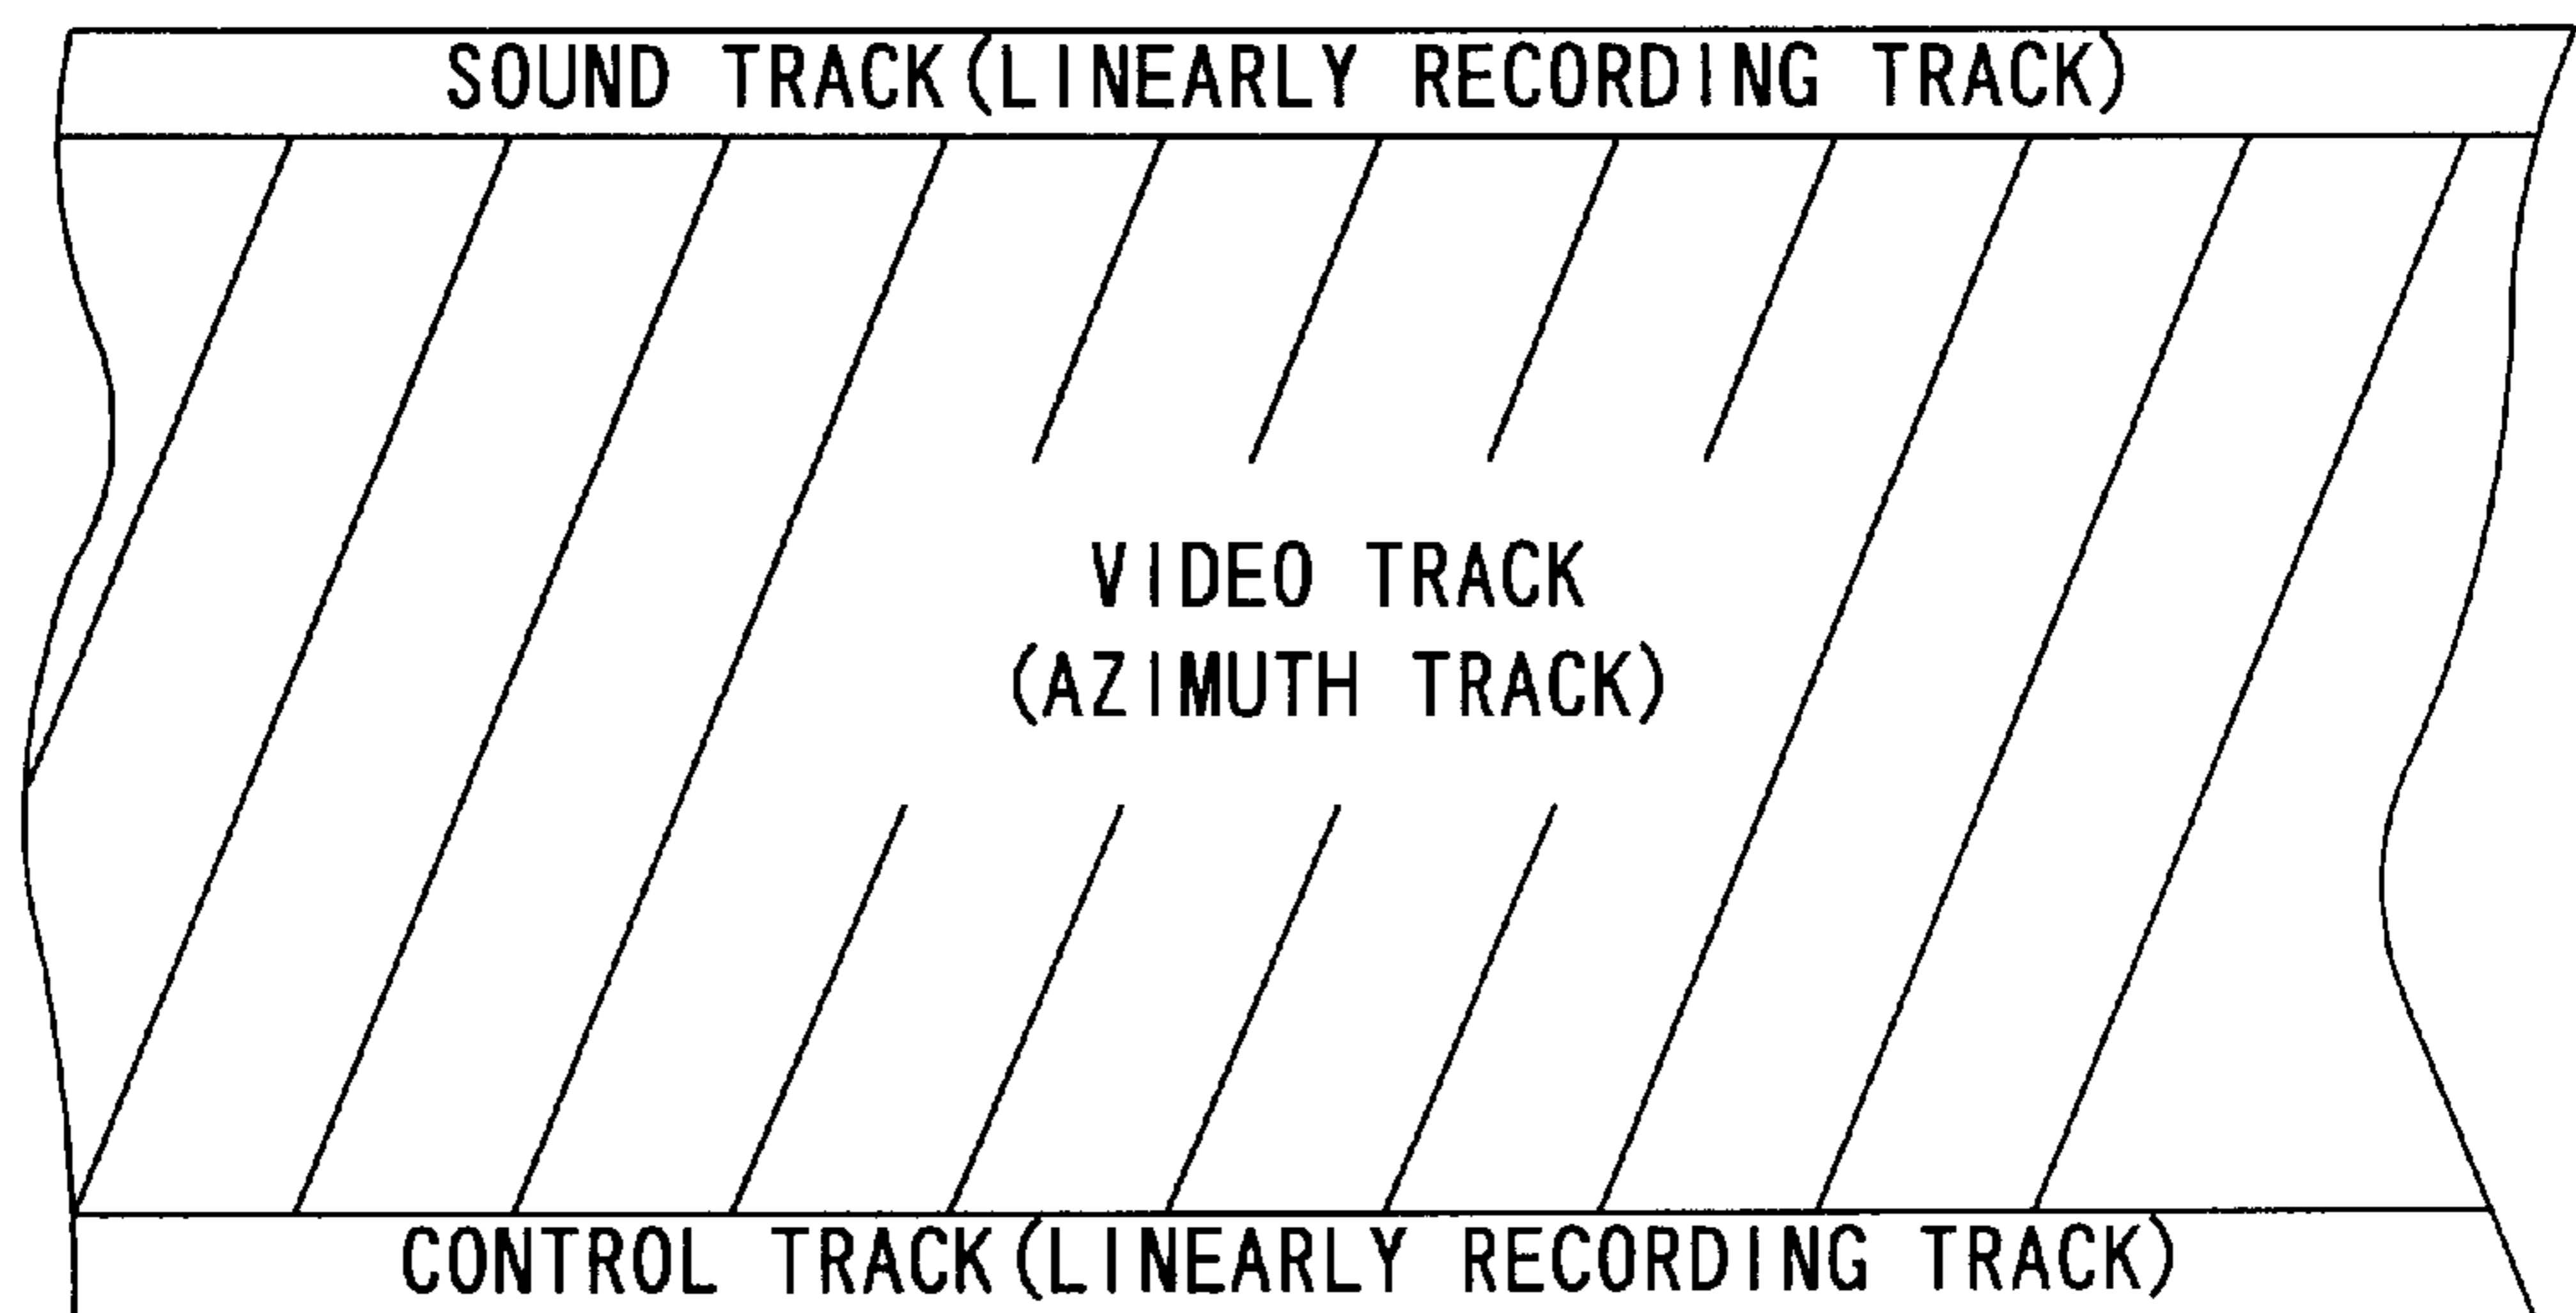 SOUND TRACK(LINEARLY RECORDING TRACK)
VIDEO TRACK
(AZIMUTH TRACK)
CONTROL TRACK(LINEARLY RECORDING TRACK)